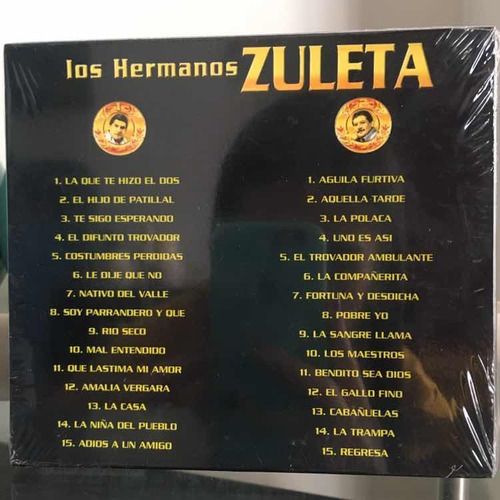 los Hermanos ZULETA
1. LA QUE TE HIZO EL DOS
2. EL HIJO DE PATILLAL
3. TE SIGO ESPERANDO
4. EL DIFUNTO TROVADOR
5. COSTUMBRES PERDIDAS
6. LE DIJE QUE NO
7. NATIVO DEL VALLE
8. SOY PARRANDERO Y QUE
9. RIO SECO
10. MAL ENTENDIDO
11. QUE LASTIMA MI AMOR
12. AMALIA VERGARA
13. LA CASA
14. LA NIÑA DEL PUEBLO
15. ADIOS A UN AMIGO
1. AGUILA FURTIVA
2. AQUELLA TARDE
3. LA POLACA
4. UNO ES ASI
5. EL TROVADOR AMBULANTE
6. LA COMPAÑERITA
7. FORTUNA Y DESDICHA
8. POBRE YO
9. LA SANGRE LLAMA
10. LOS MAESTROS
11. BENDITO SEA DIOS
12. EL GALLO FINO
13. CABAÑUELAS
14. LA TRAMPA
15. REGRESA